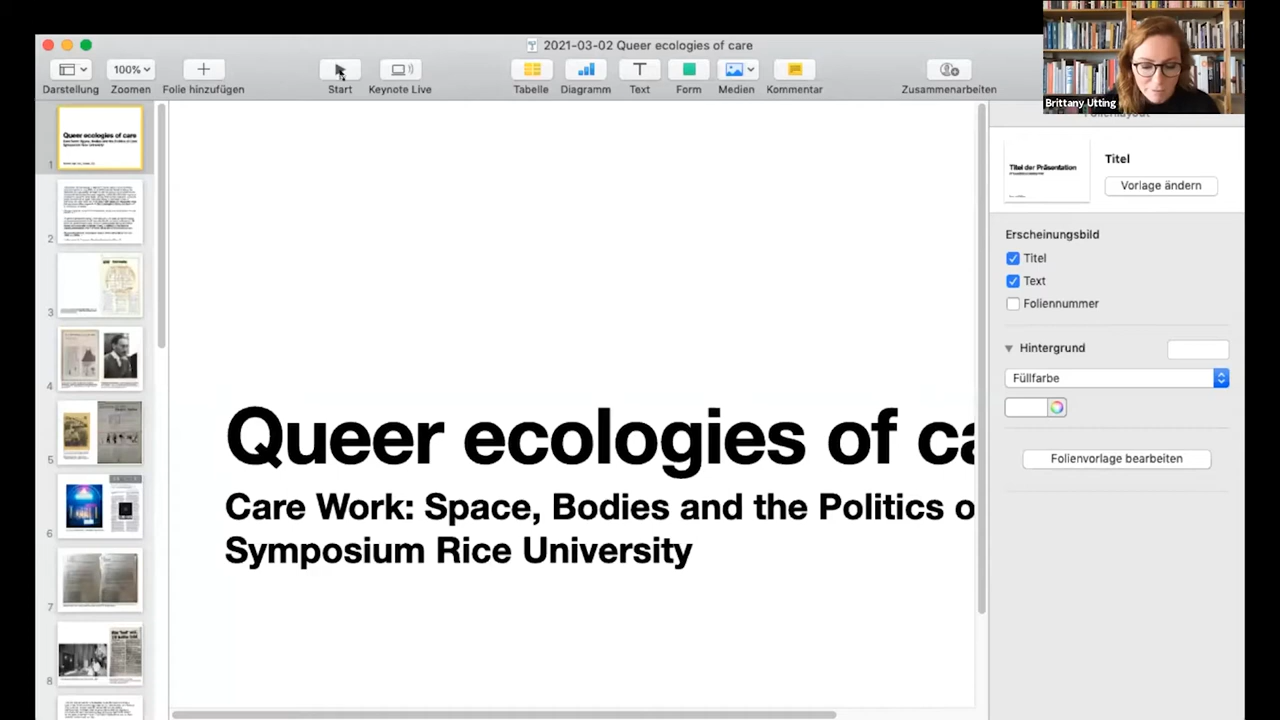 2021-03-02 Queer ecologies of care
100%
Darstellung
Zoomen
Folie hinzufügen
Start
Keynote Live
Tabelle
Diagramm
Text
Form
Medien
Kommentar
Zusammenarbeiten
Brittany Utting
1
Queer ecologies of care
2
3
4
5
6
7
8
Queer ecologies of ca
Care Work: Space, Bodies and the Politics o
Symposium Rice University
Titel der Präsentation
Titel
Vorlage ändern
Erscheinungsbild
Titel
Text
Foliennummer
Hintergrund
Füllfarbe
Folienvorlage bearbeiten